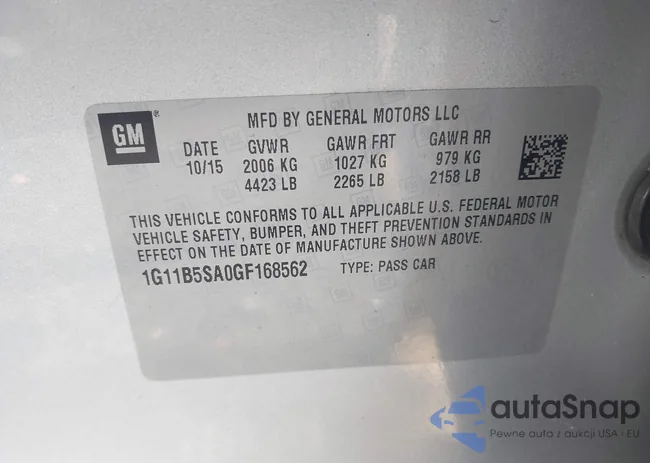 GM ®
MFD BY GENERAL MOTORS LLC
DATE GVWR GAWR FRT GAWR RR
10/15 2006 KG 1027 KG 979 KG
4423 LB 2265 LB 2158 LB
THIS VEHICLE CONFORMS TO ALL APPLICABLE U.S. FEDERAL MOTOR
VEHICLE SAFETY, BUMPER, AND THEFT PREVENTION STANDARDS IN
EFFECT ON THE DATE OF MANUFACTURE SHOWN ABOVE.
1G11B5SA0GF168562 TYPE: PASS CAR
autaSnap
Pewne auta z aukcji USA - EU